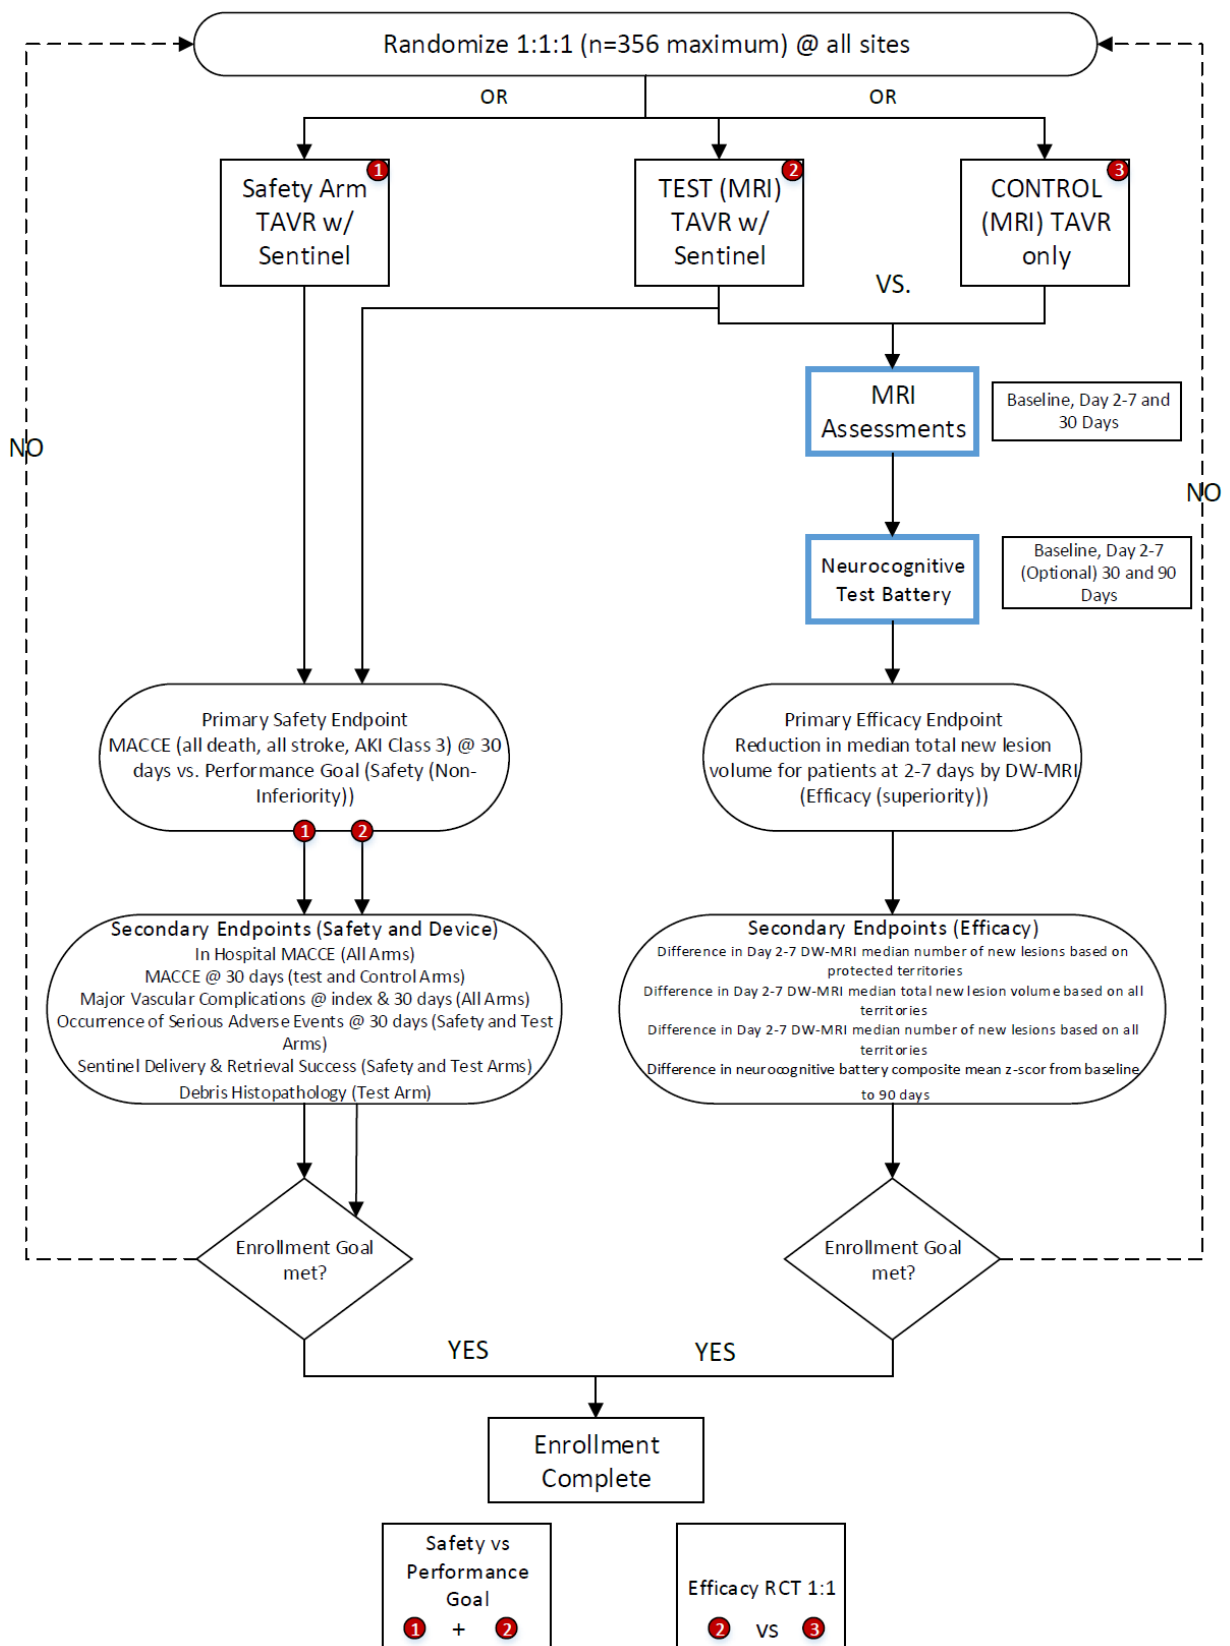 Randomize 1:1:1 (n=356 maximum) @ all sites
OR
OR
1
Safety Arm
TAVR w/
Sentinel
2
TEST (MRI)
TAVR w/
Sentinel
3
CONTROL
(MRI) TAVR
only
VS.
MRI
Assessments
Baseline, Day 2-7 and
30 Days
NO
NO
Neurocognitive
Test Battery
Baseline, Day 2-7
(Optional) 30 and 90
Days
Primary Safety Endpoint
MACCE (all death, all stroke, AKI Class 3) @ 30
days vs. Performance Goal (Safety (Non-
Inferiority))
1
2
Primary Efficacy Endpoint
Reduction in median total new lesion
volume for patients at 2-7 days by DW-MRI
(Efficacy (superiority))
Secondary Endpoints (Safety and Device)
In Hospital MACCE (All Arms)
MACCE @ 30 days (test and Control Arms)
Major Vascular Complications @ index & 30 days (All Arms)
Occurrence of Serious Adverse Events @ 30 days (Safety and Test
Arms)
Sentinel Delivery & Retrieval Success (Safety and Test Arms)
Debris Histopathology (Test Arm)
Secondary Endpoints (Efficacy)
Difference in Day 2-7 DW-MRI median number of new lesions based on
protected territories
Difference in Day 2-7 DW-MRI median total new lesion volume based on all
territories
Difference in Day 2-7 DW-MRI median number of new lesions based on all
territories
Difference in neurocognitive battery composite mean z-scor from baseline
to 90 days
Enrollment Goal
met?
Enrollment Goal
met?
YES
YES
Enrollment
Complete
Safety vs
Performance
Goal
1 + 2
Efficacy RCT 1:1
2 vs 3